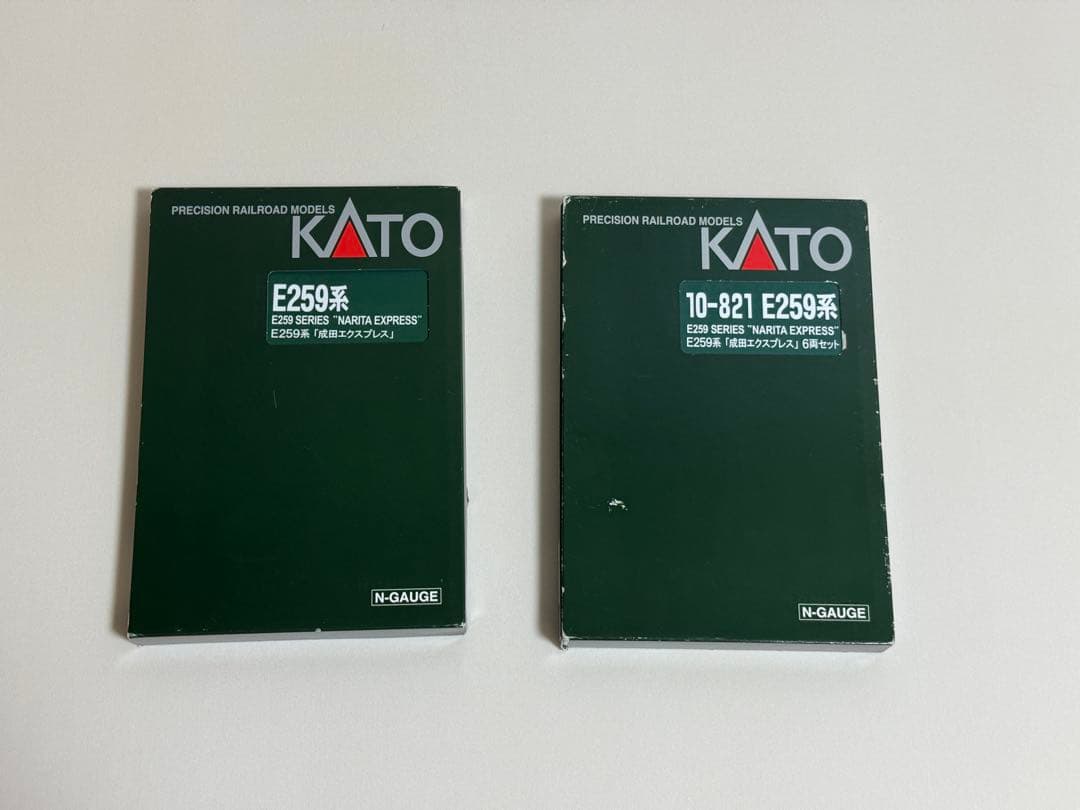 PRECISION RAILROAD MODELS
KATO
E259系
E259 SERIES "NARITA EXPRESS"
E259系「成田エクスプレス」
N-GAUGE
PRECISION RAILROAD MODELS
KATO
10-821 E259系
E259 SERIES "NARITA EXPRESS"
E259系「成田エクスプレス」6両セット
N-GAUGE